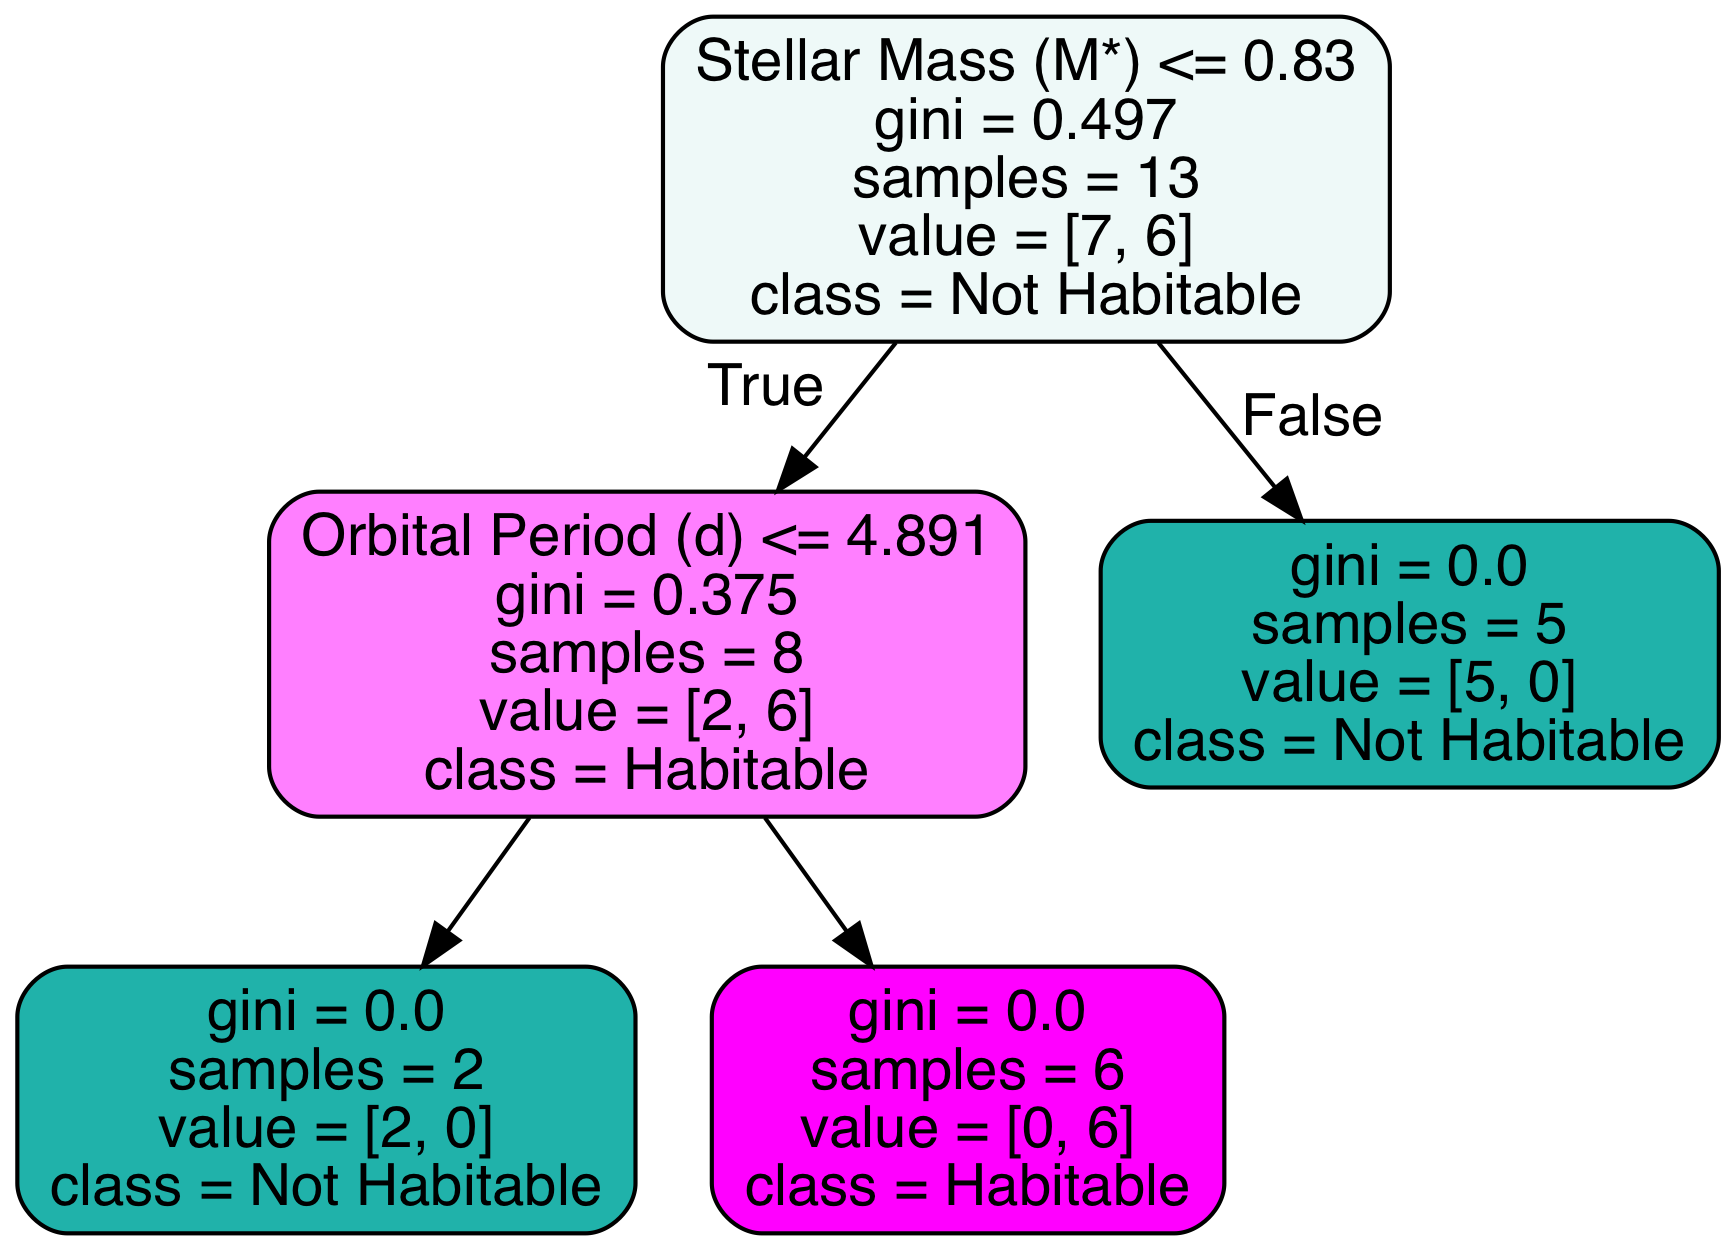 Stellar Mass (M*) <= 0.83
gini = 0.497
samples = 13
value = [7, 6]
class = Not Habitable
True
False
Orbital Period (d) <= 4.891
gini = 0.375
samples = 8
value = [2, 6]
class = Habitable
gini = 0.0
samples = 5
value = [5, 0]
class = Not Habitable
gini = 0.0
samples = 2
value = [2, 0]
class = Not Habitable
gini = 0.0
samples = 6
value = [0, 6]
class = Habitable